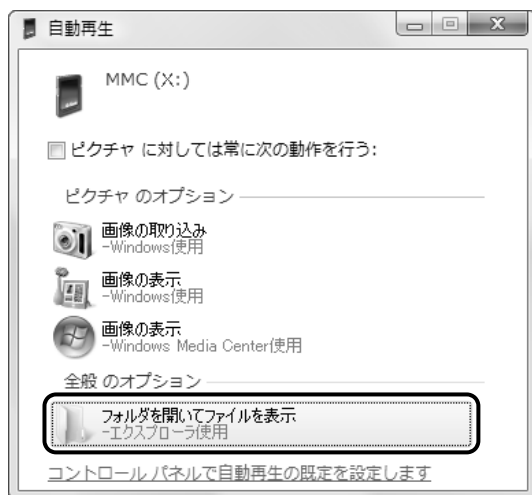 自動再生
MMC (X:)
ピクチャ に対しては常に次の動作を行う:
ピクチャ のオプション
画像の取り込み
-Windows使用
画像の表示
-Windows使用
画像の表示
-Windows Media Center使用
全般 のオプション
フォルダを開いてファイルを表示
-エクスプローラ使用
コントロール パネルで自動再生の既定を設定します